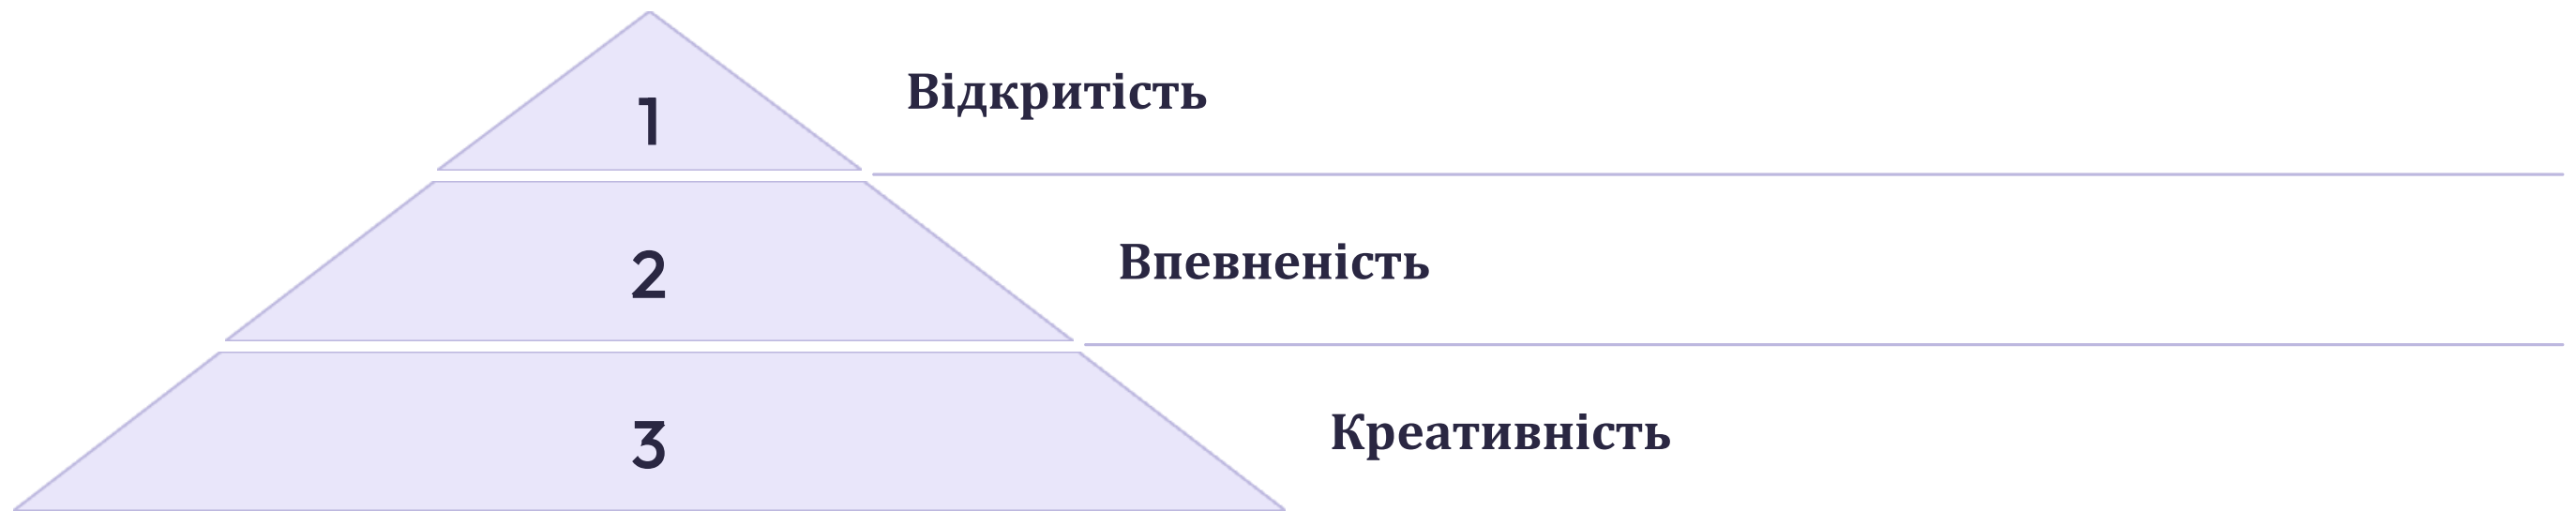 1
Відкритість
2
Впевненість
3
Креативність